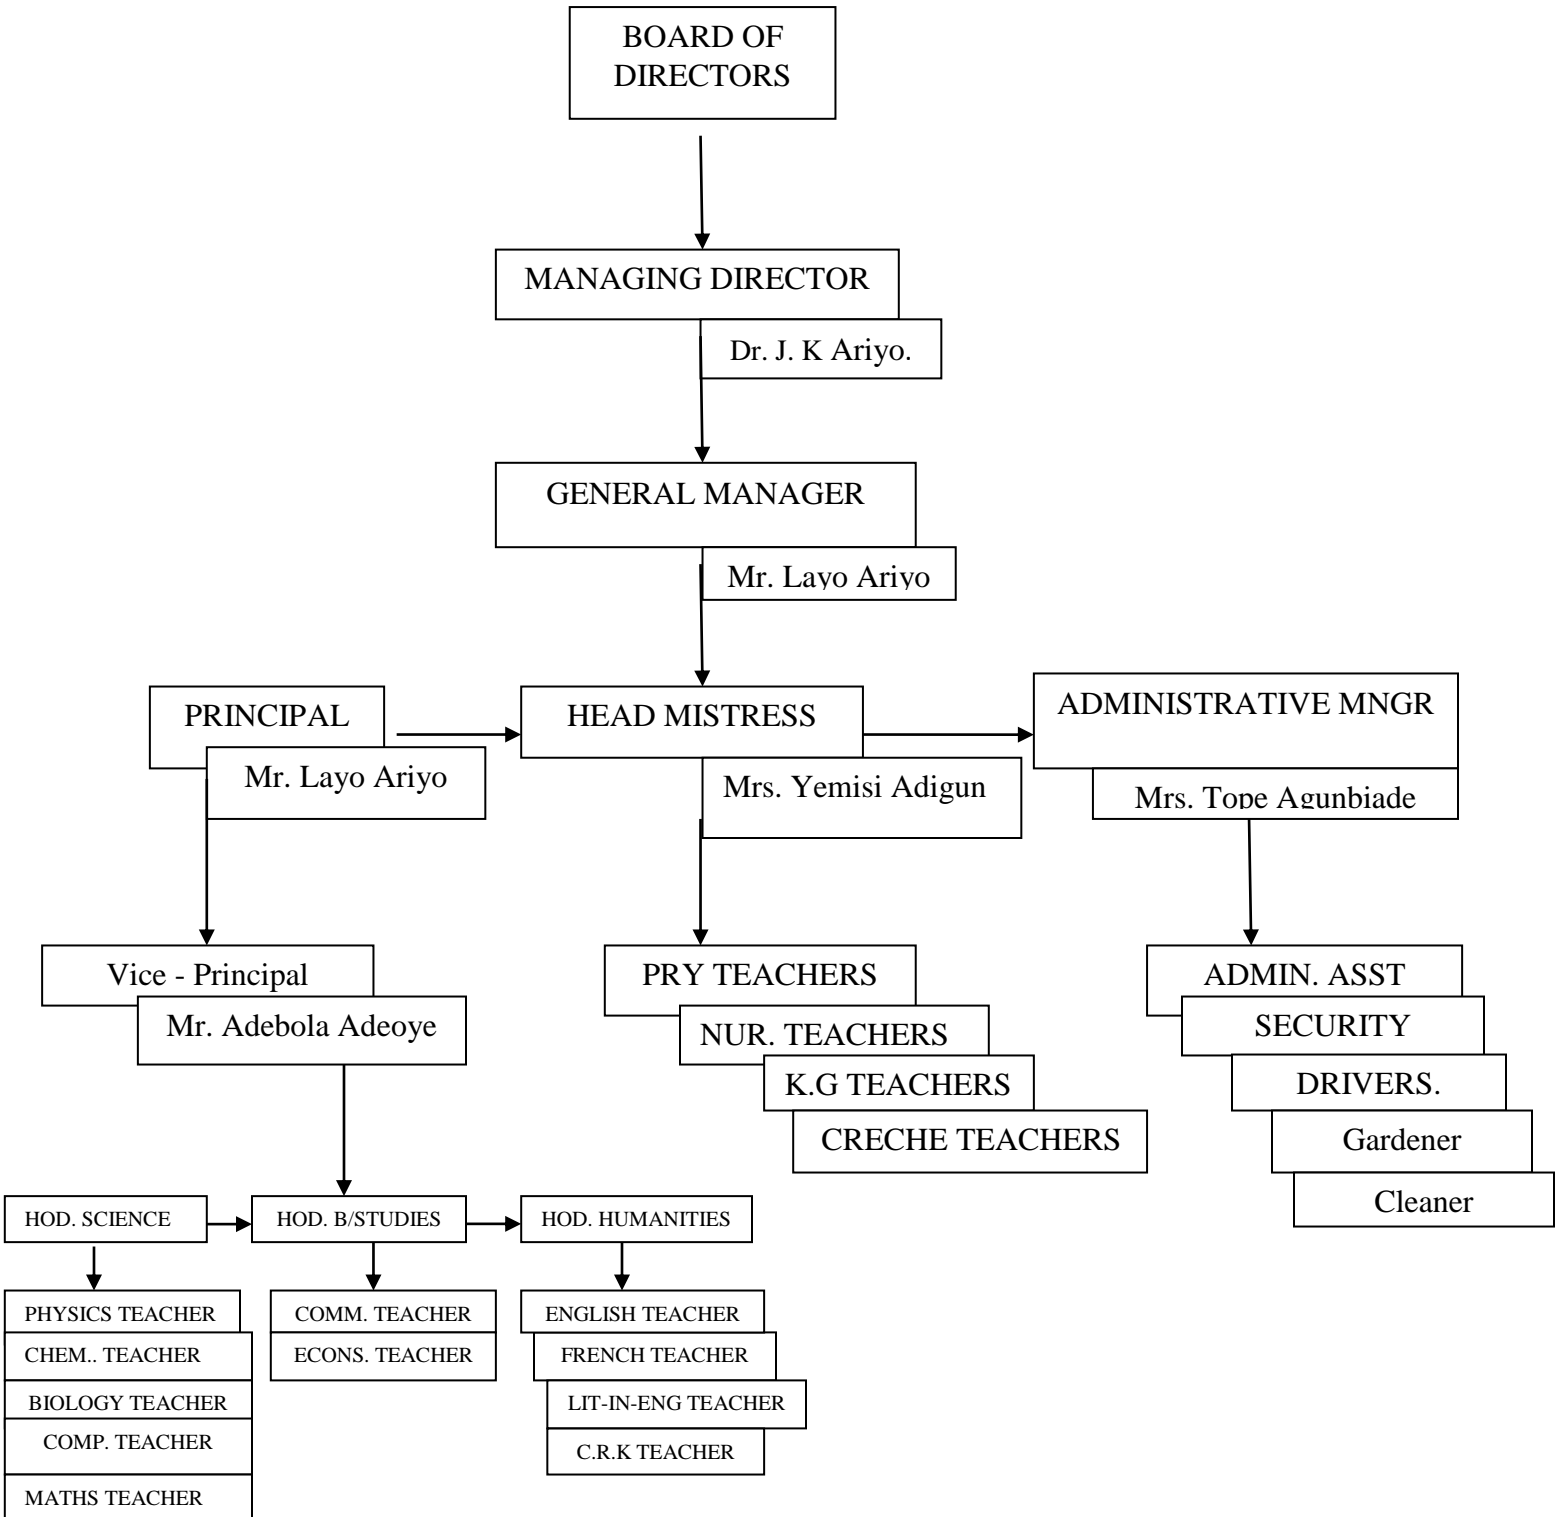 BOARD OF
DIRECTORS
MANAGING DIRECTOR
Dr. J. K Ariyo.
GENERAL MANAGER
Mr. Layo Ariyo
PRINCIPAL
Mr. Layo Ariyo
HEAD MISTRESS
Mrs. Yemisi Adigun
ADMINISTRATIVE MNGR
Mrs. Tope Agunbiade
Vice - Principal
Mr. Adebola Adeoye
PRY TEACHERS
NUR. TEACHERS
K.G TEACHERS
CRECHE TEACHERS
ADMIN. ASST
SECURITY
DRIVERS.
Gardener
Cleaner
HOD. SCIENCE
HOD. B/STUDIES
HOD. HUMANITIES
PHYSICS TEACHER
CHEM.. TEACHER
BIOLOGY TEACHER
COMP. TEACHER
MATHS TEACHER
COMM. TEACHER
ECONS. TEACHER
ENGLISH TEACHER
FRENCH TEACHER
LIT-IN-ENG TEACHER
C.R.K TEACHER